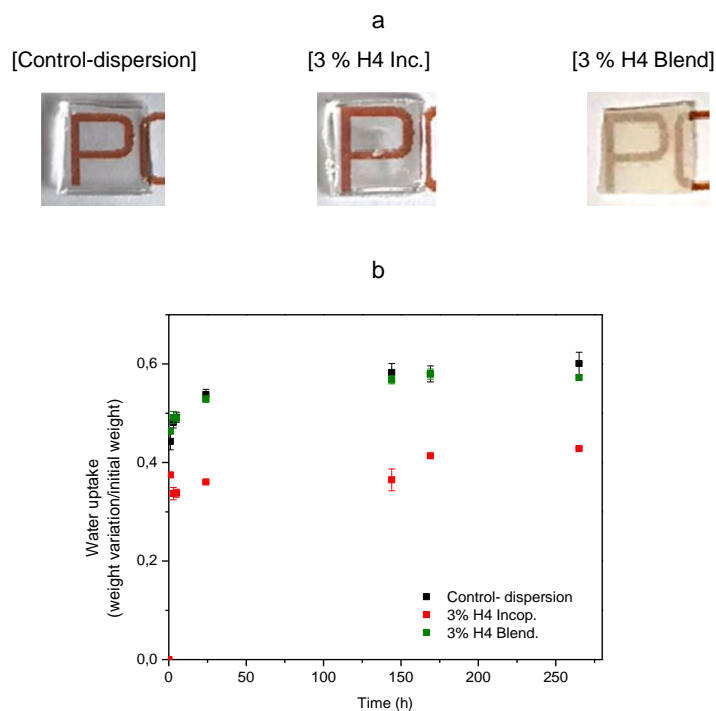 a
[Control-dispersion] [3 % H4 Inc.] [3 % H4 Blend]
P
P
P
b
0,6
0,4
0,2
0,0
Water uptake
(weight variation/initial weight)
Control- dispersion
3% H4 Incop.
3% H4 Blend.
0 50 100 150 200 250
Time (h)